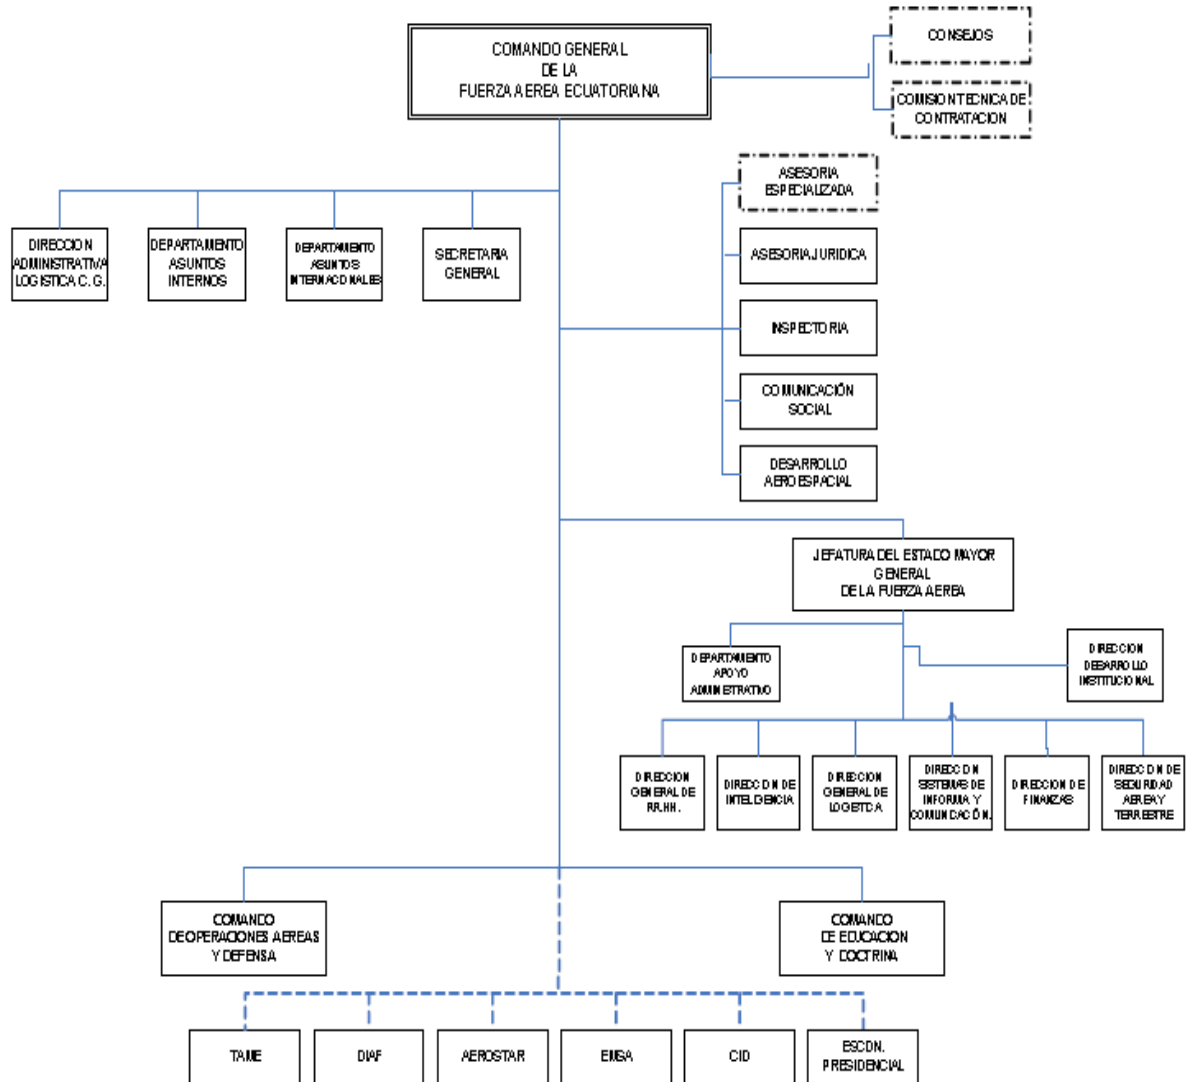 COMANDO GENERAL
DE LA
FUERZA AEREA ECUATORIANA
CONSEJOS
COMISION TECNICA DE
CONTRATACION
ASESORIA
ESPECIALIZADA
DIRECCION
ADMINISTRATIVA
LOGISTICA C. G.
DEPARTAMENTO
ASUNTOS
INTERNOS
DEPARTAMENTO
ASUNTOS
INTERNACIONALES
SECRETARIA
GENERAL
ASESORIA JURIDICA
INSPECTORIA
COMUNICACIÓN
SOCIAL
DESARROLLO
AEROESPACIAL
JEFATURA DEL ESTADO MAYOR
GENERAL
DE LA FUERZA AEREA
DEPARTAMENTO
APOYO
ADMINISTRATIVO
DIRECCION
DESARROLLO
INSTITUCIONAL
DIRECCION
GENERAL DE
RR.HH.
DIRECCION DE
INTELIGENCIA
DIRECCION
GENERAL DE
LOGISTICA
DIRECCION
SISTEMAS DE
INFORMA Y
COMUNICACIÓN.
DIRECCION DE
FINANZAS
DIRECCION DE
SEGURIDAD
AEREA Y
TERRESTRE
COMANDO
DE OPERACIONES AEREAS
Y DEFENSA
COMANDO
DE EDUCACION
Y DOCTRINA
TAME
DIAF
AEROSTAR
EMSA
CID
ESCDN.
PRESIDENCIAL